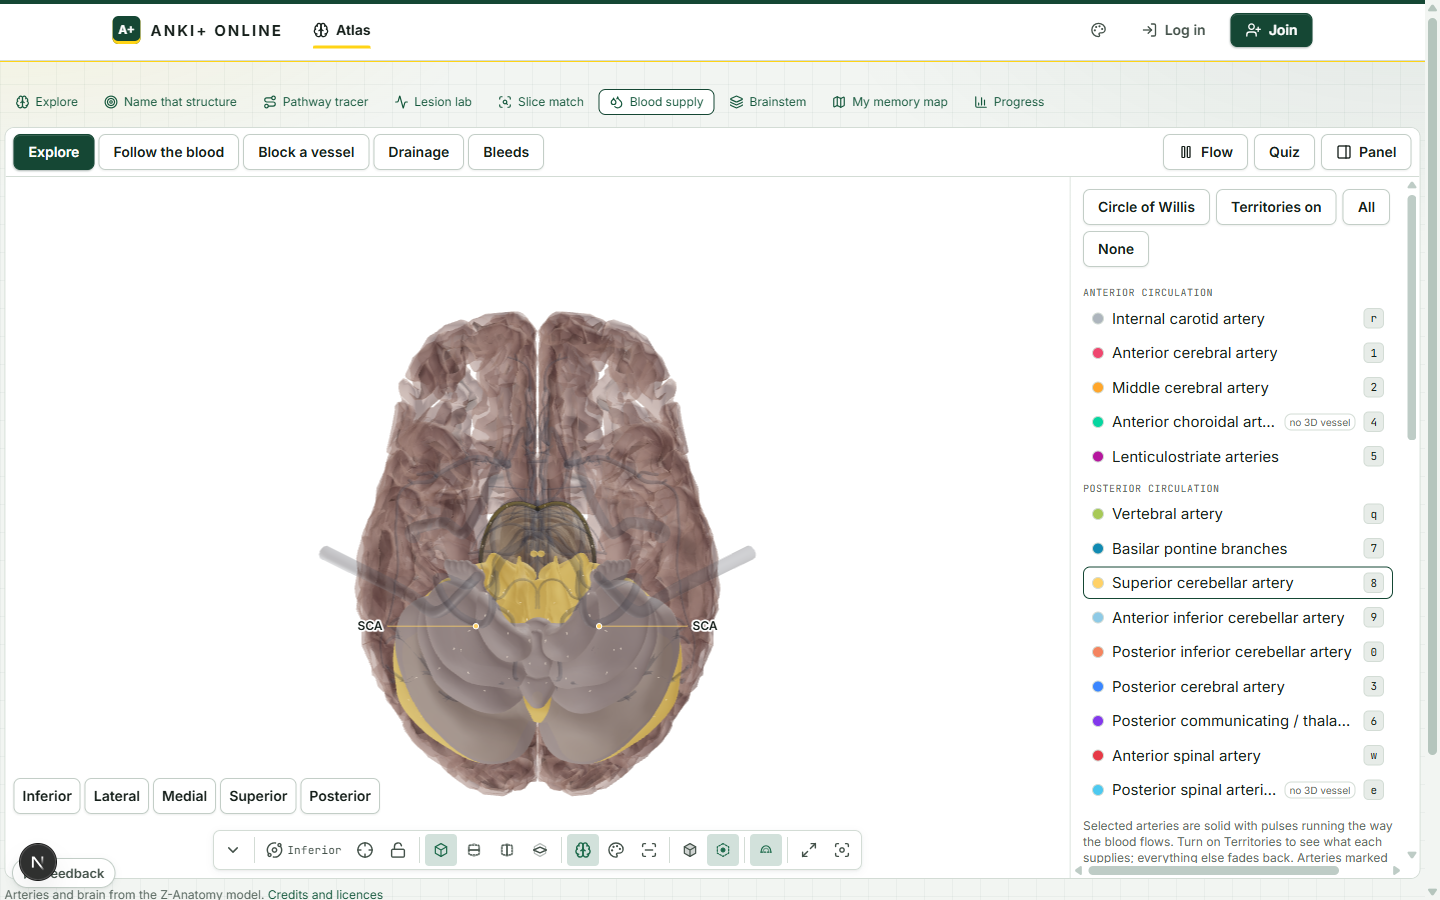 A+ ANKI+ ONLINE Atlas Log in Join
Explore Name that structure Pathway tracer Lesion lab Slice match Blood supply Brainstem My memory map Progress
Explore Follow the blood Block a vessel Drainage Bleeds Flow Quiz Panel
Circle of Willis Territories on All
None
ANTERIOR CIRCULATION
Internal carotid artery r
Anterior cerebral artery 1
Middle cerebral artery 2
Anterior choroidal art... no 3D vessel 4
Lenticulostriate arteries 5
POSTERIOR CIRCULATION
Vertebral artery q
Basilar pontine branches 7
Superior cerebellar artery 8
Anterior inferior cerebellar artery 9
Posterior inferior cerebellar artery 0
Posterior cerebral artery 3
Posterior communicating / thala... 6
Anterior spinal artery w
Posterior spinal arteri... no 3D vessel e
Selected arteries are solid with pulses running the way
the blood flows. Turn on Territories to see what each
supplies; everything else fades back. Arteries marked
SCA SCA
Inferior Lateral Medial Superior Posterior
Inferior
N eedback
Arteries and brain from the Z-Anatomy model. Credits and licences